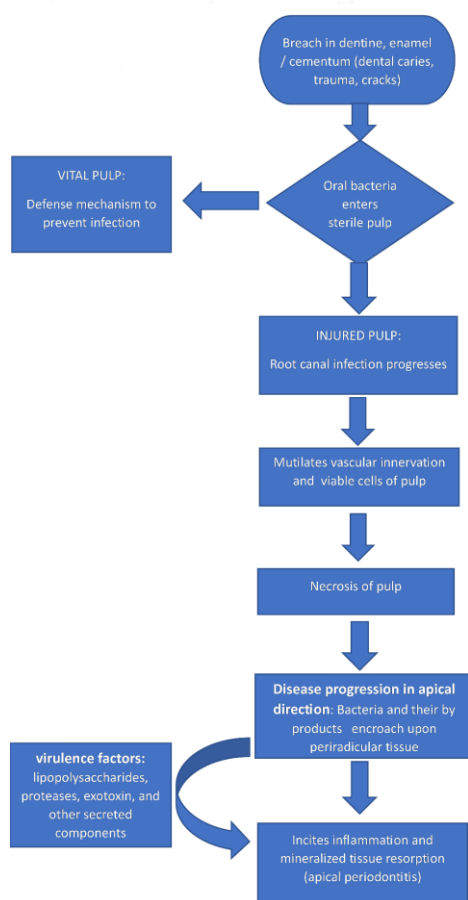 Breach in dentine, enamel
/ cementum (dental caries,
trauma, cracks)
VITAL PULP:
Defense mechanism to
prevent infection
Oral bacteria
enters
sterile pulp
INJURED PULP:
Root canal infection progresses
Mutilates vascular innervation
and viable cells of pulp
Necrosis of pulp
Disease progression in apical
direction: Bacteria and their by
products encroach upon
periradicular tissue
virulence factors:
lipopolysaccharides,
proteases, exotoxin, and
other secreted
components
Incites inflammation and
mineralized tissue resorption
(apical periodontitis)